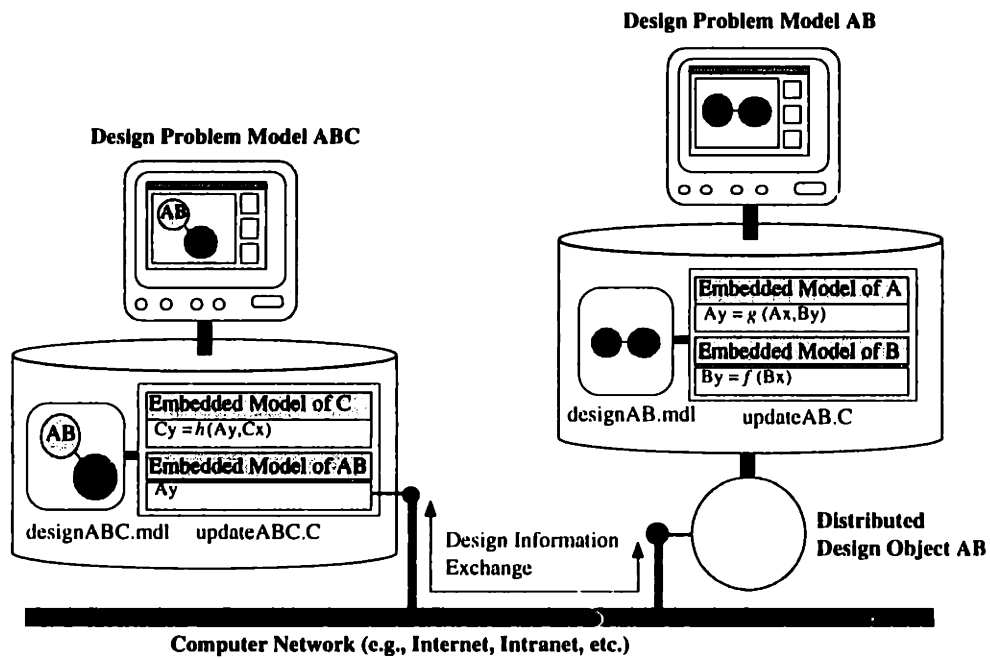 Design Problem Model AB
Design Problem Model ABC
AB
Embedded Model of A
Ay = g (Ax,By)
Embedded Model of B
By = f (Bx)
designAB.mdl
updateAB.C
Embedded Model of C
Cy = h(Ay,Cx)
AB
Embedded Model of AB
Ay
designABC.mdl
updateABC.C
Design Information
Exchange
Distributed
Design Object AB
Computer Network (e.g., Internet, Intranet, etc.)